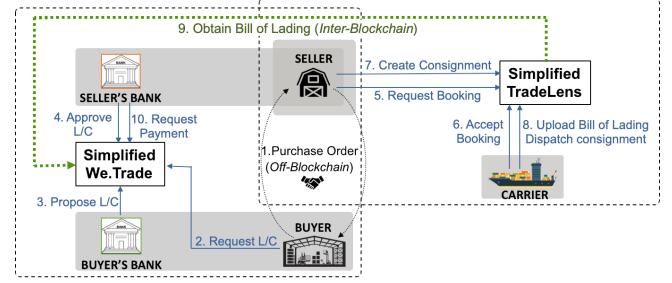 9. Obtain Bill of Lading (Inter-Blockchain)
BANK
SELLER'S BANK
SELLER
7. Create Consignment
5. Request Booking
Simplified
TradeLens
4. Approve
L/C
10. Request
Payment
6. Accept
Booking
8. Upload Bill of Lading
Dispatch consignment
Simplified
We.Trade
1.Purchase Order
(Off-Blockchain)
CARRIER
3. Propose L/C
2. Request L/C
BANK
BUYER'S BANK
BUYER